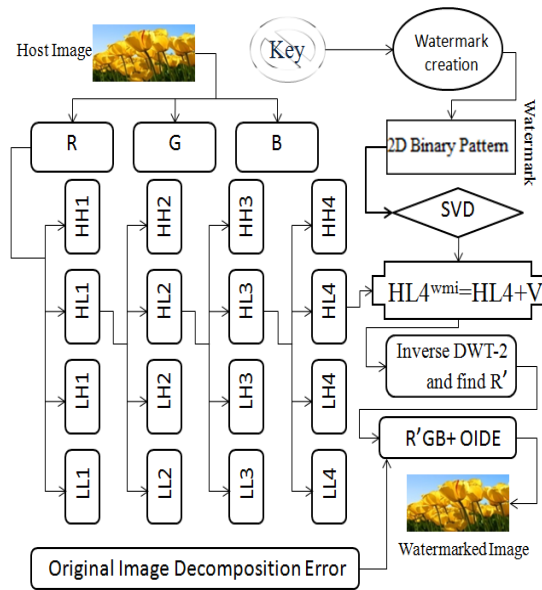 Host Image
Key
Watermark
creation
Watermark
R
G
B
2D Binary Pattern
HH1
HH2
HH3
HH4
SVD
HL1
HL2
HL3
HL4
HL4wmi=HL4+V
Inverse DWT-2
and find R'
LH1
LH2
LH3
LH4
R'GB+ OIDE
LL1
LL2
LL3
LL4
Watermarked Image
Original Image Decomposition Error